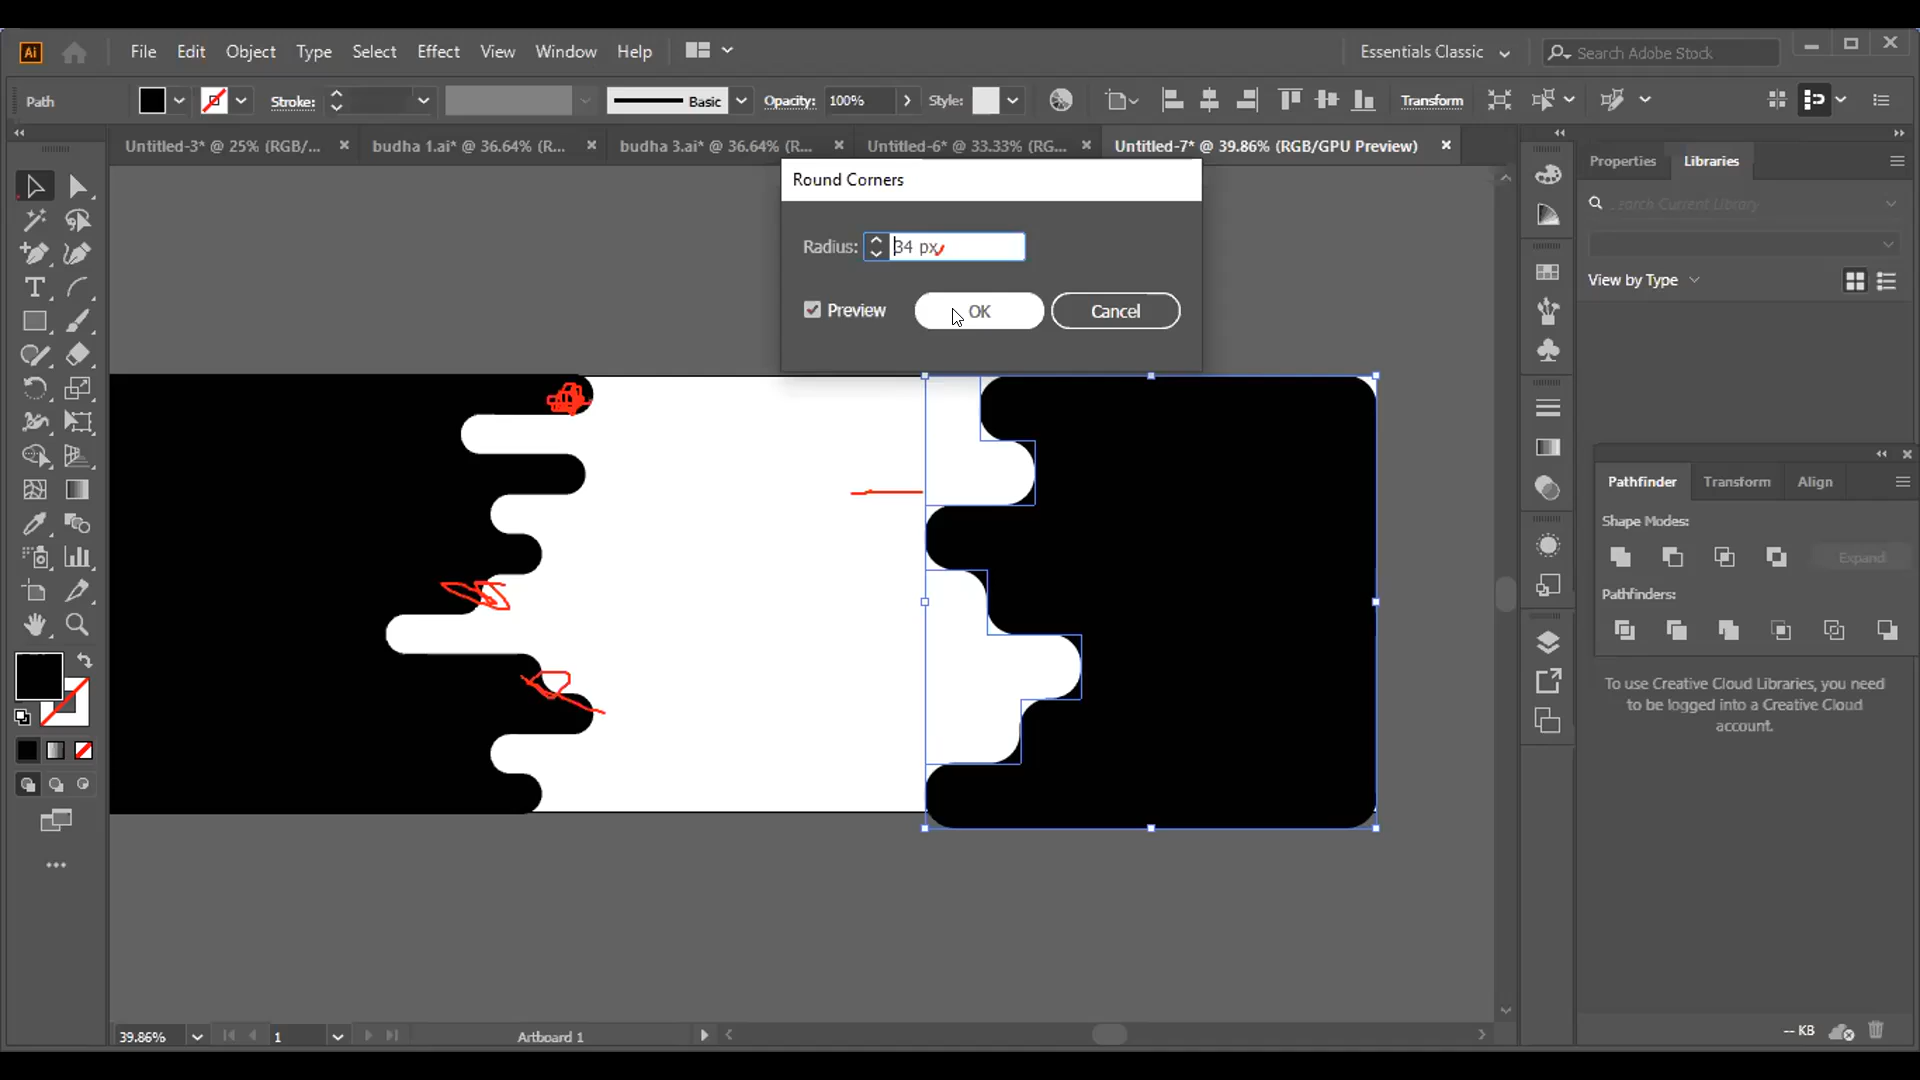 Ai File Edit Object Type Select Effect View Window Help Essentials Classic Search Adobe Stock
Path Stroke: Basic Opacity: 100% Style: Transform
Untitled-3* @ 25% (RGB/... budha 1.ai* @ 36.64% (R... budha 3.ai* @ 36.64% (R... Untitled-6* @ 33.33% (RG... Untitled-7* @ 39.86% (RGB/GPU Preview)
Properties Libraries
Round Corners
Search Current Library
Radius: 34 px
View by Type
Preview OK Cancel
Pathfinder Transform Align
Shape Modes:
Expand
Pathfinders:
To use Creative Cloud Libraries, you need
to be logged into a Creative Cloud
account.
39.86% 1 Artboard 1 -- KB